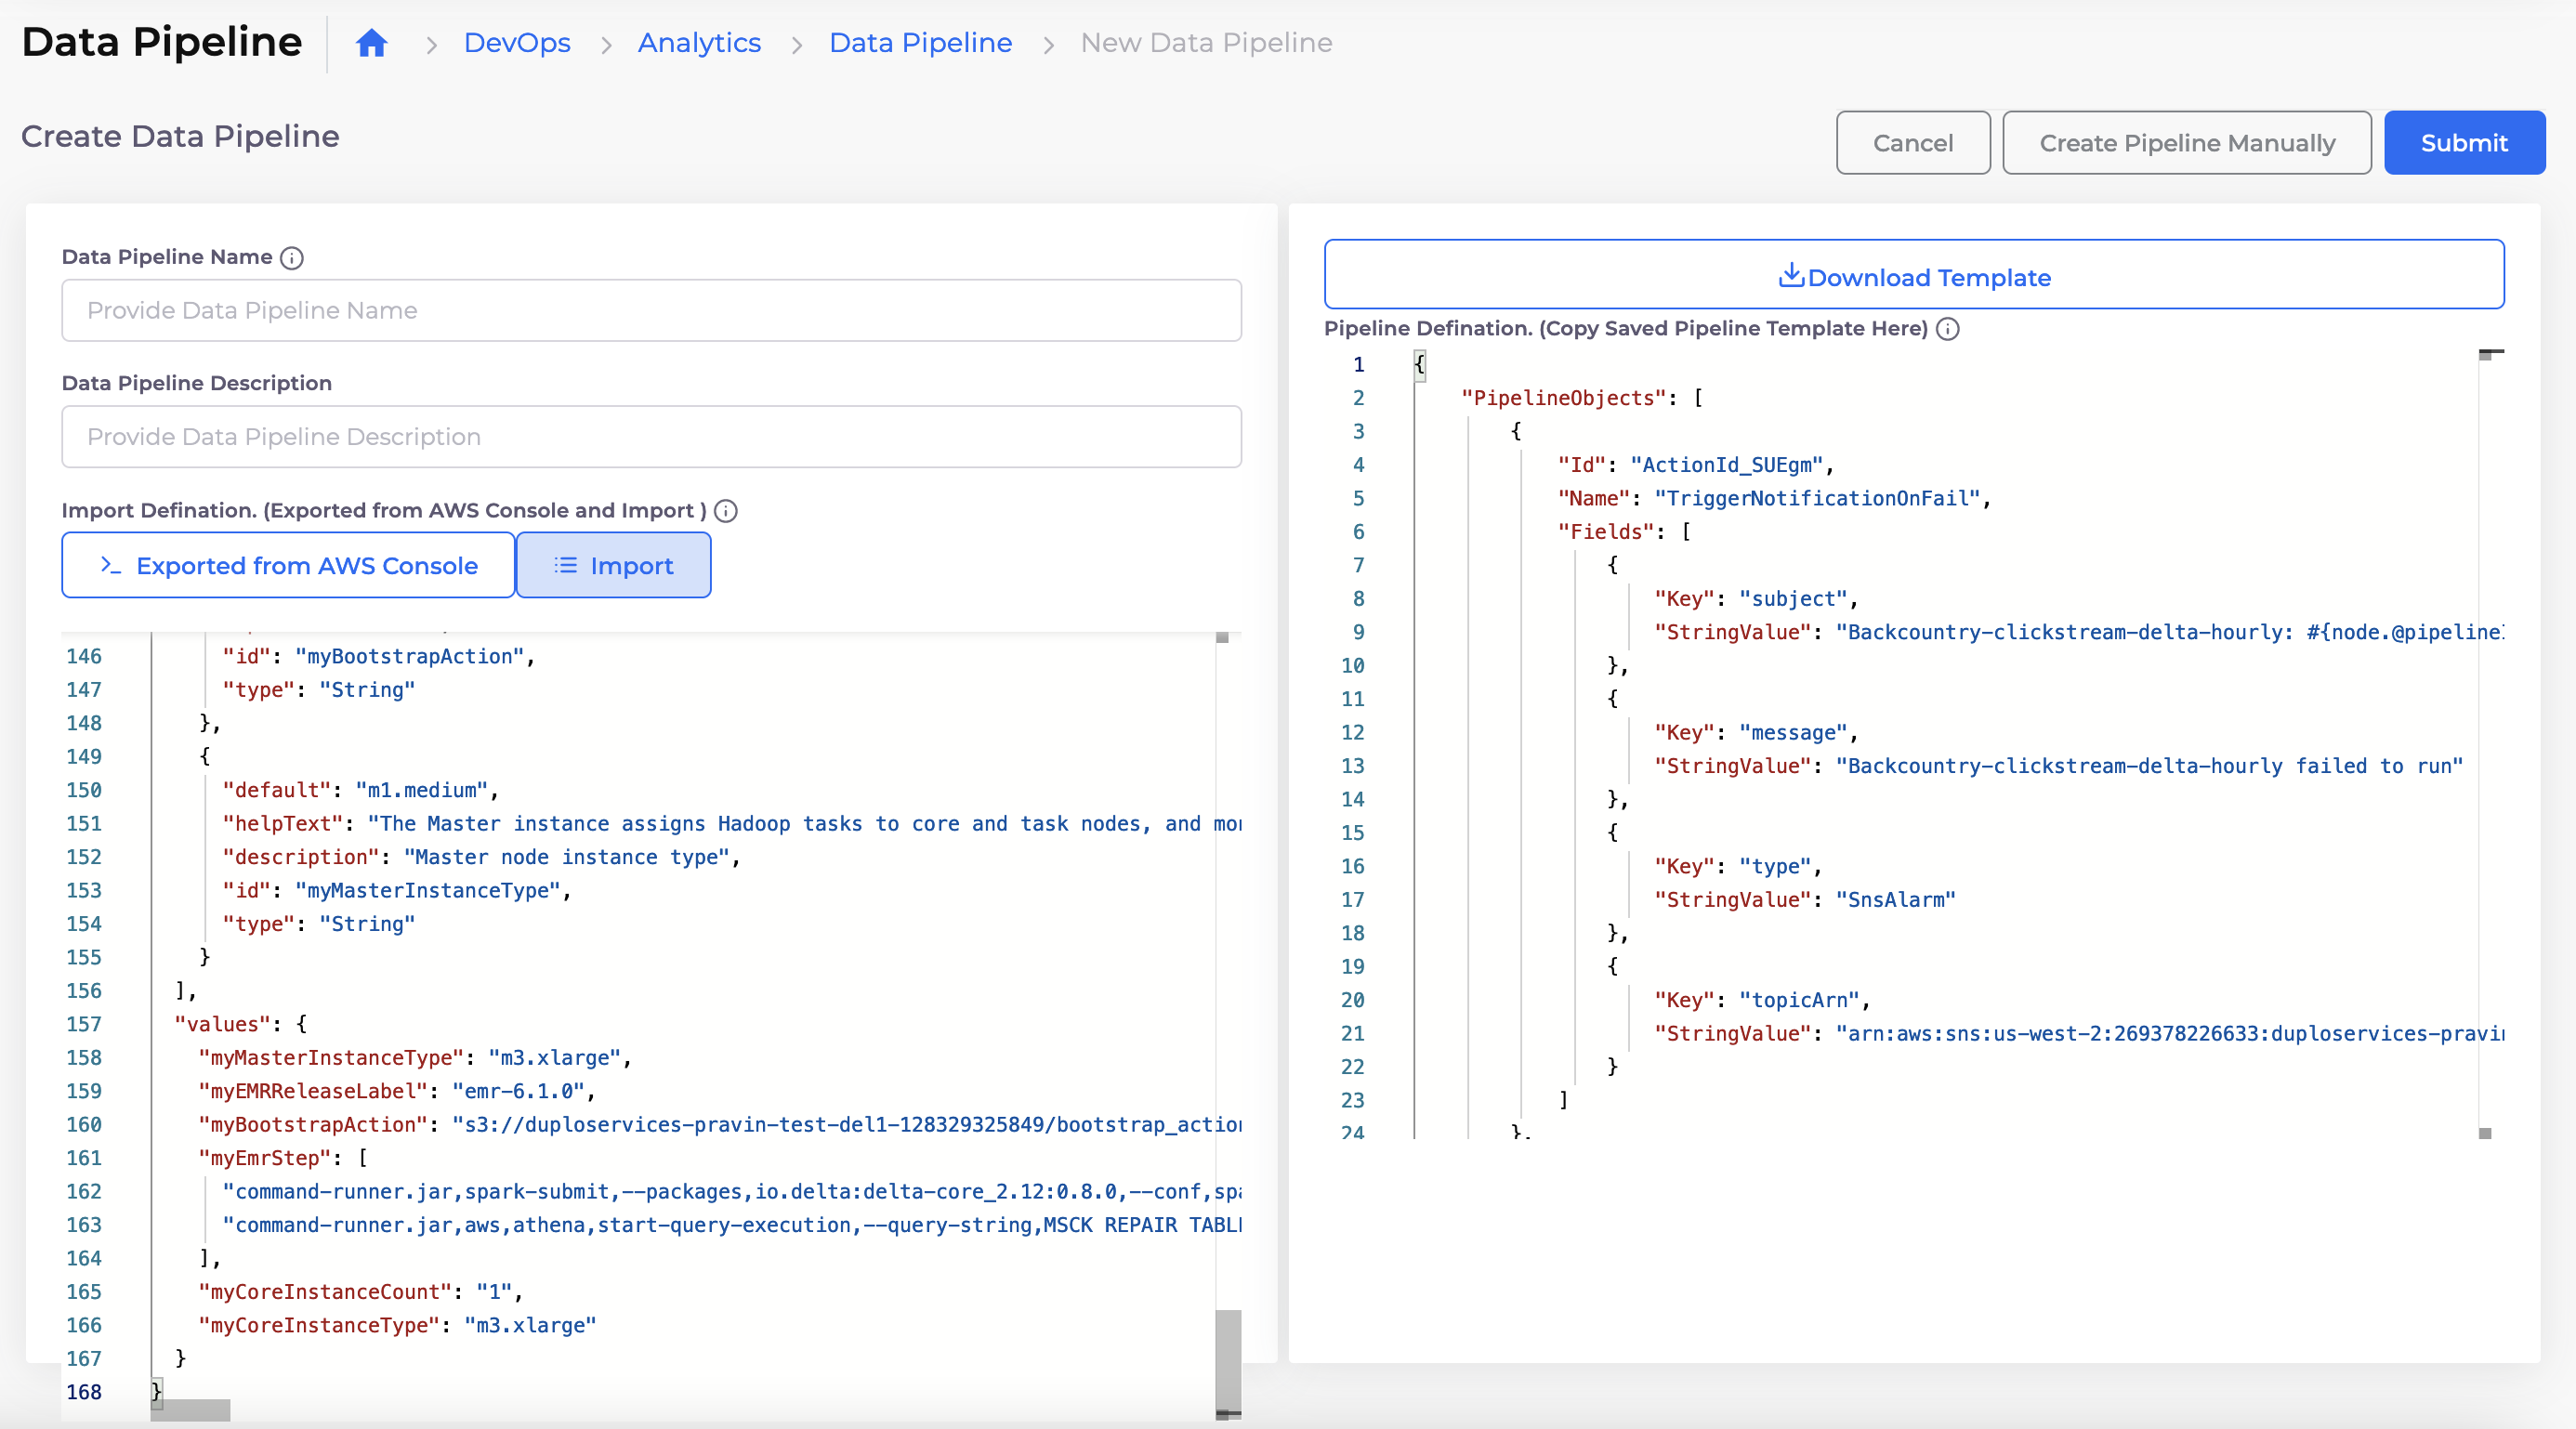 Data Pipeline
DevOps > Analytics > Data Pipeline > New Data Pipeline
Create Data Pipeline
Cancel
Create Pipeline Manually
Submit
Data Pipeline Name
Provide Data Pipeline Name
Data Pipeline Description
Provide Data Pipeline Description
Import Defination. (Exported from AWS Console and Import )
Exported from AWS Console
Import
146 "id": "myBootstrapAction",
147 "type": "String"
148 },
149 {
150 "default": "m1.medium",
151 "helpText": "The Master instance assigns Hadoop tasks to core and task nodes, and
152 "description": "Master node instance type",
153 "id": "myMasterInstanceType",
154 "type": "String"
155 }
156 ],
157 "values": {
158 "myMasterInstanceType": "m3.xlarge",
159 "myEMRReleaseLabel": "emr-6.1.0",
160 "myBootstrapAction": "s3://duploservices-pravin-test-del1-128329325849/bootstrap_action
161 "myEmrStep": [
162 "command-runner.jar,spark-submit,--packages,io.delta:delta-core_2.12:0.8.0,--conf,spa
163 "command-runner.jar,aws,athena,start-query-execution,--query-string,MSCK REPAIR TABL
164 ],
165 "myCoreInstanceCount": "1",
166 "myCoreInstanceType": "m3.xlarge"
167 }
168 }
Download Template
Pipeline Defination. (Copy Saved Pipeline Template Here)
1 {
2 "PipelineObjects": [
3 {
4 "Id": "ActionId_SUEgm",
5 "Name": "TriggerNotificationOnFail",
6 "Fields": [
7 {
8 "Key": "subject",
9 "StringValue": "Backcountry-clickstream-delta-hourly: #{node.@pipeline
10 },
11 {
12 "Key": "message",
13 "StringValue": "Backcountry-clickstream-delta-hourly failed to run"
14 },
15 {
16 "Key": "type",
17 "StringValue": "SnsAlarm"
18 },
19 {
20 "Key": "topicArn",
21 "StringValue": "arn:aws:sns:us-west-2:269378226633:duploservices-pravin
22 }
23 ]
24 },